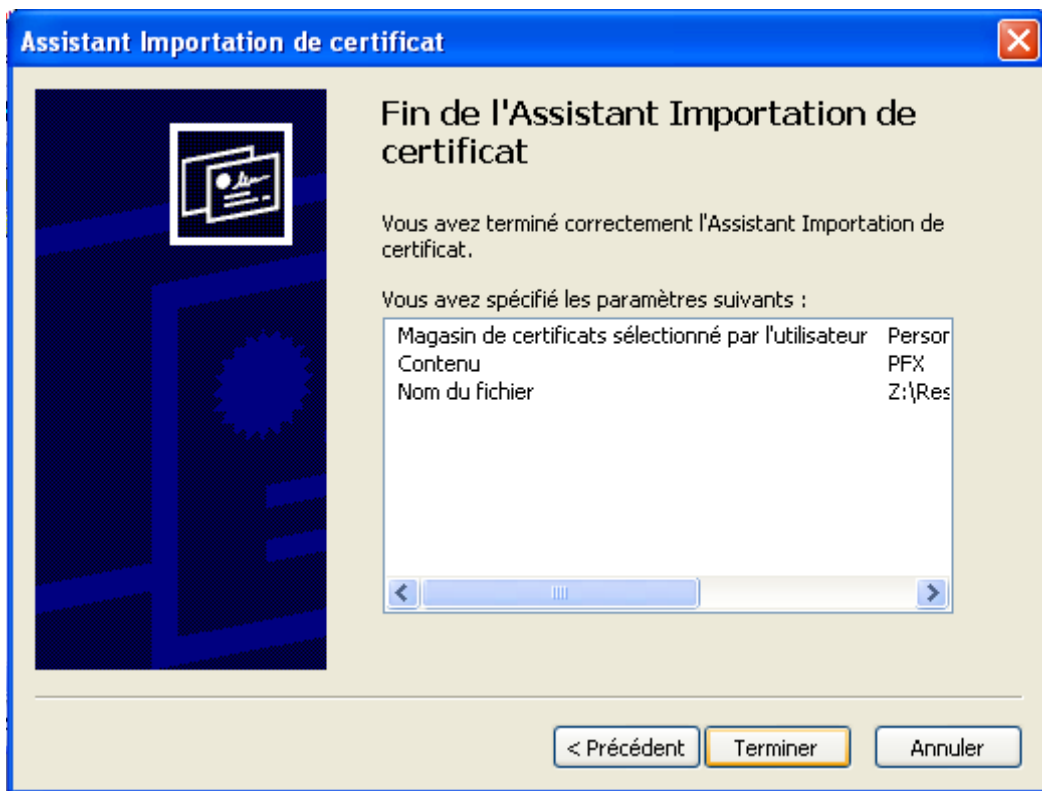 Assistant Importation de certificat
Fin de l'Assistant Importation de
certificat
Vous avez terminé correctement l'Assistant Importation de
certificat.
Vous avez spécifié les paramètres suivants :
Magasin de certificats sélectionné par l'utilisateur Person
Contenu PFX
Nom du fichier Z:\Res
< Précédent Terminer Annuler